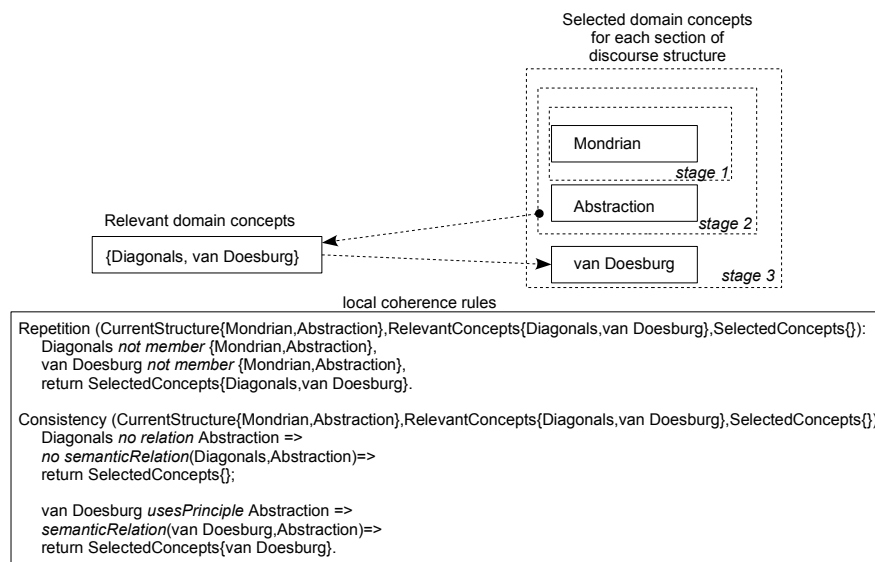 Selected domain concepts
for each section of
discourse structure
Mondrian
stage 1
Abstraction
stage 2
Relevant domain concepts
{Diagonals, van Doesburg}
van Doesburg
stage 3
local coherence rules
Repetition (CurrentStructure{Mondrian,Abstraction},RelevantConcepts{Diagonals,van Doesburg},SelectedConcepts{}):
Diagonals not member {Mondrian,Abstraction},
van Doesburg not member {Mondrian,Abstraction},
return SelectedConcepts{Diagonals,van Doesburg}.
Consistency (CurrentStructure{Mondrian,Abstraction},RelevantConcepts{Diagonals,van Doesburg},SelectedConcepts{})
Diagonals no relation Abstraction =>
no semanticRelation(Diagonals,Abstraction)=>
return SelectedConcepts{};
van Doesburg usesPrinciple Abstraction =>
semanticRelation(van Doesburg,Abstraction)=>
return SelectedConcepts{van Doesburg}.